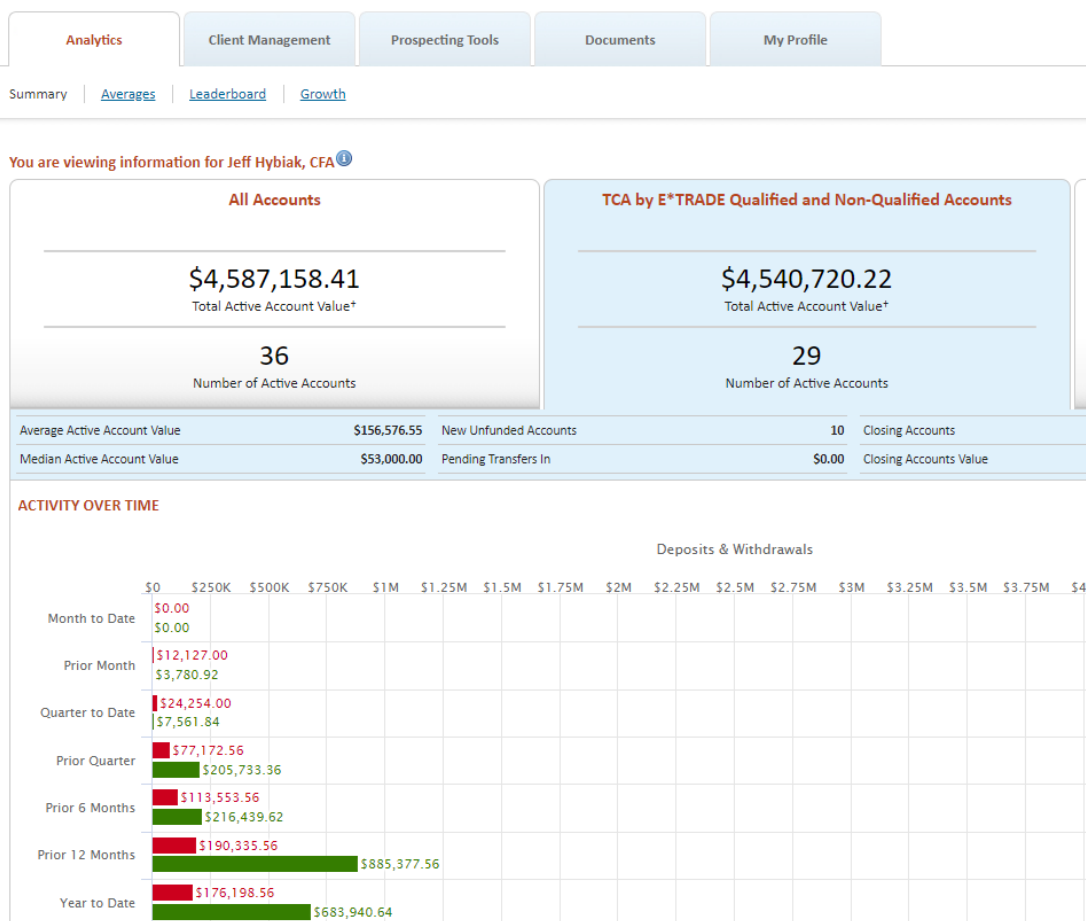 Analytics
Client Management
Prospecting Tools
Documents
My Profile
Summary
Averages
Leaderboard
Growth
You are viewing information for Jeff Hybiak, CFA
All Accounts
$4,587,158.41
Total Active Account Value†
36
Number of Active Accounts
TCA by E*TRADE Qualified and Non-Qualified Accounts
$4,540,720.22
Total Active Account Value†
29
Number of Active Accounts
Average Active Account Value $156,576.55 New Unfunded Accounts 10 Closing Accounts
Median Active Account Value $53,000.00 Pending Transfers In $0.00 Closing Accounts Value
ACTIVITY OVER TIME
Deposits & Withdrawals
$0 $250K $500K $750K $1M $1.25M $1.5M $1.75M $2M $2.25M $2.5M $2.75M $3M $3.25M $3.5M $3.75M $4
Month to Date
$0.00
$0.00
Prior Month
$12,127.00
$3,780.92
Quarter to Date
$24,254.00
$7,561.84
Prior Quarter
$77,172.56
$205,733.36
Prior 6 Months
$113,553.56
$216,439.62
Prior 12 Months
$190,335.56
$885,377.56
Year to Date
$176,198.56
$683,940.64